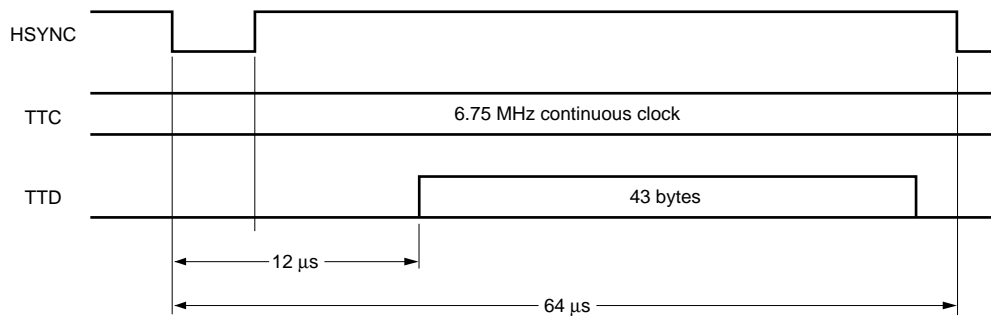 HSYNC
6.75 MHz continuous clock
TTC
TTD
43 bytes
12 μs
64 μs